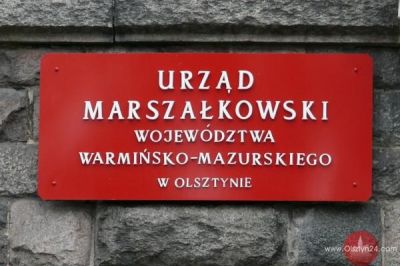 URZĄD
MARSZAŁKOWSKI
WOJEWÓDZTWA
WARMIŃSKO-MAZURSKIEGO
W OLSZTYNIE
www.Olsztyn24.com